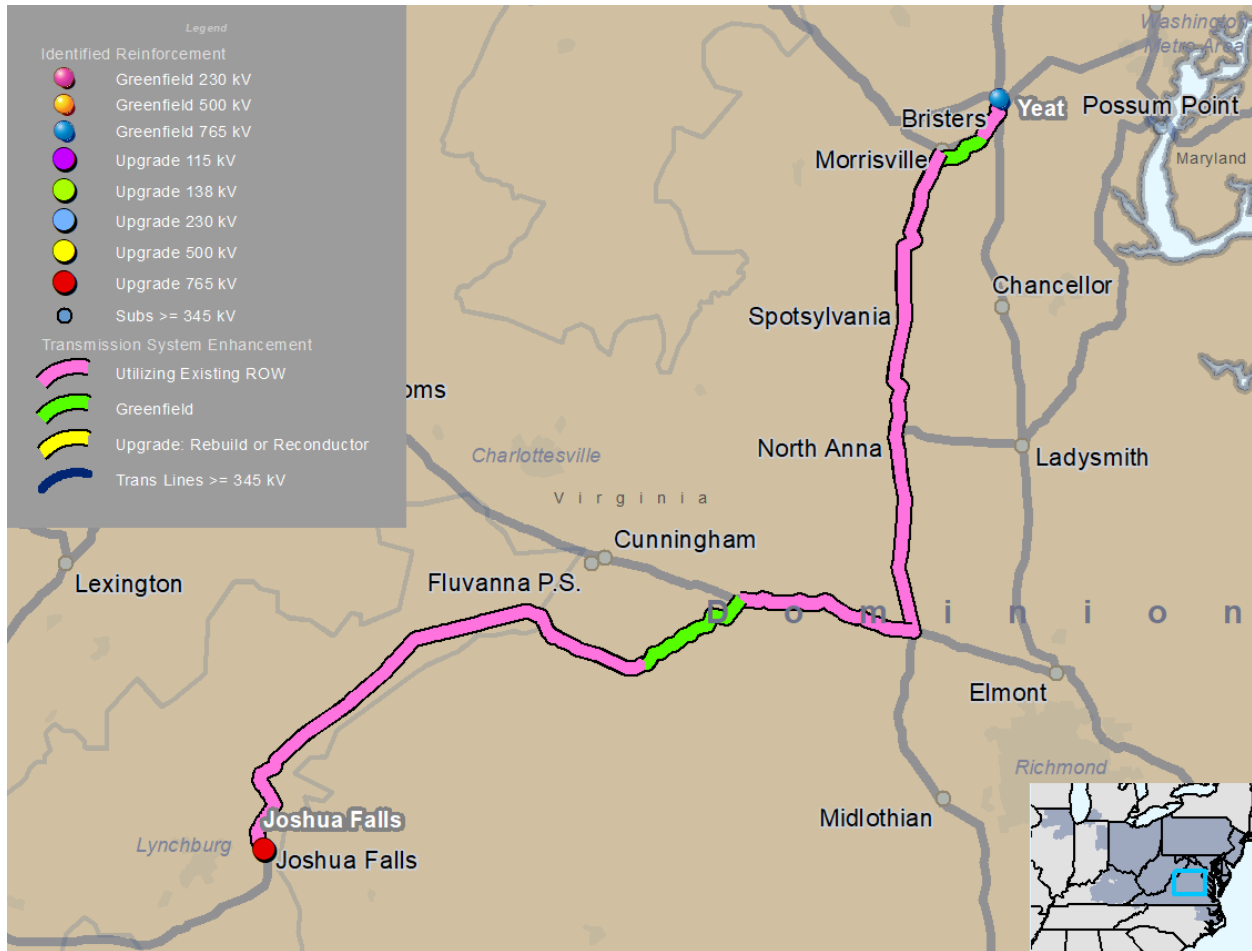 Legend
Identified Reinforcement
Greenfield 230 kV
Greenfield 500 kV
Greenfield 765 kV
Upgrade 115 kV
Upgrade 138 kV
Upgrade 230 kV
Upgrade 500 kV
Upgrade 765 kV
Subs >= 345 kV
Transmission System Enhancement
Utilizing Existing ROW
Greenfield
Upgrade: Rebuild or Reconductor
Trans Lines >= 345 kV
Washington
Metro Area
Yeat
Possum Point
Bristers
Morrisville
Maryland
Chancellor
Spotsylvania
oms
North Anna
Ladysmith
Charlottesville
Virginia
Cunningham
Lexington
Fluvanna P.S.
Dominion
Elmont
Richmond
Midlothian
Joshua Falls
Lynchburg
Joshua Falls